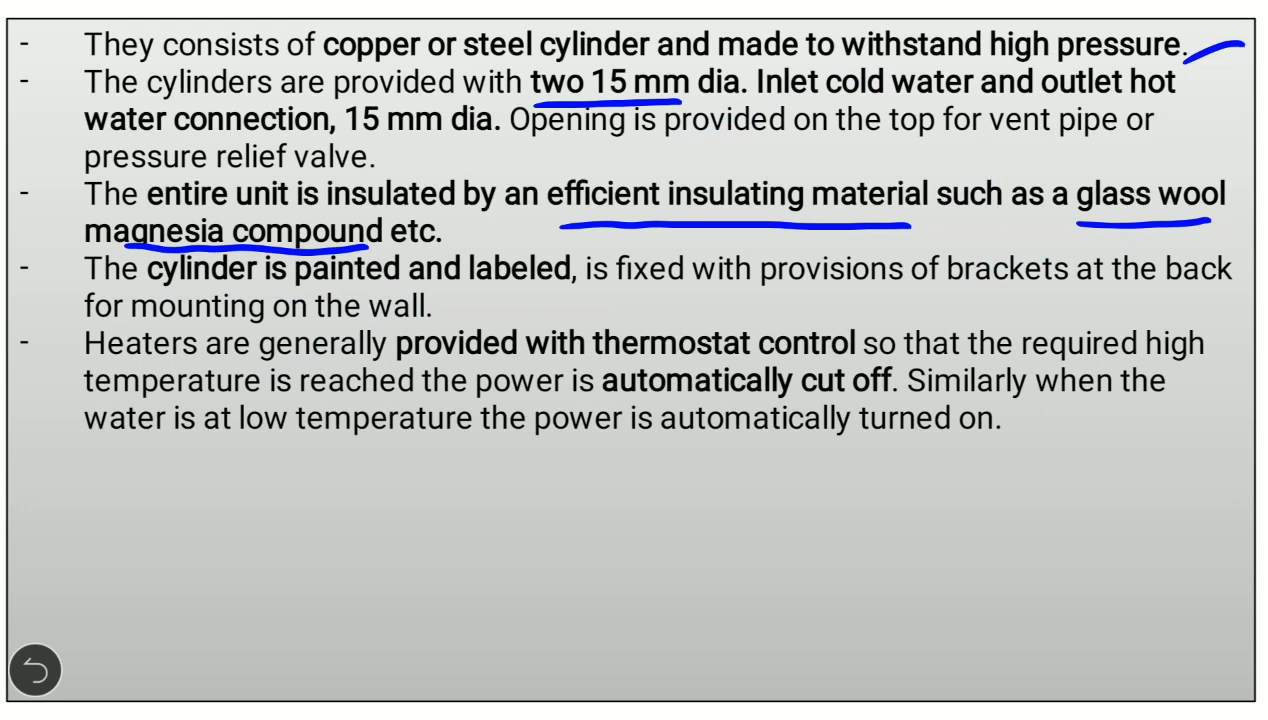 - They consists of copper or steel cylinder and made to withstand high pressure.
- The cylinders are provided with two 15 mm dia. Inlet cold water and outlet hot
water connection, 15 mm dia. Opening is provided on the top for vent pipe or
pressure relief valve.
- The entire unit is insulated by an efficient insulating material such as a glass wool
magnesia compound etc.
- The cylinder is painted and labeled, is fixed with provisions of brackets at the back
for mounting on the wall.
- Heaters are generally provided with thermostat control so that the required high
temperature is reached the power is automatically cut off. Similarly when the
water is at low temperature the power is automatically turned on.